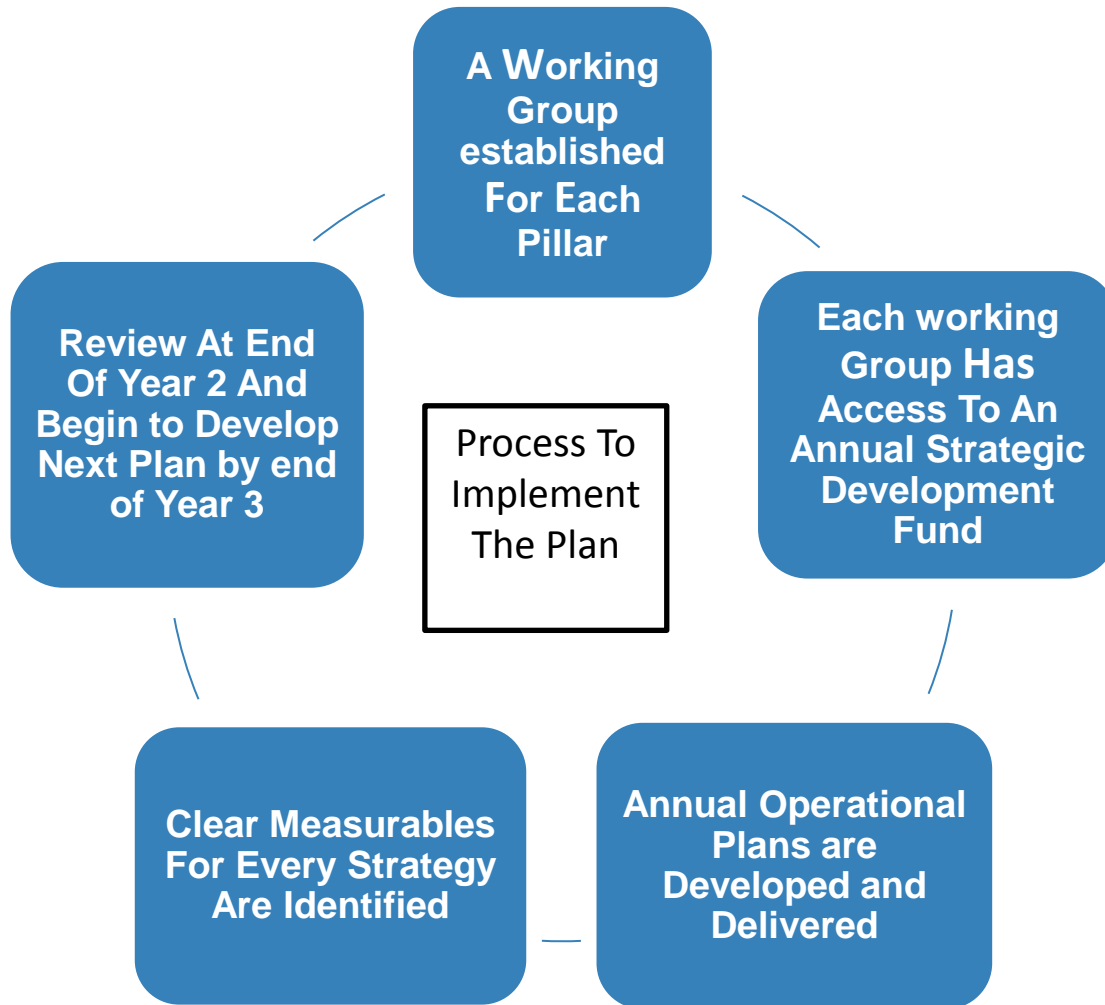 A Working
Group
established
For Each
Pillar
Each working
Group Has
Access To An
Annual Strategic
Development
Fund
Annual Operational
Plans are
Developed and
Delivered
Clear Measurables
For Every Strategy
Are Identified
Review At End
Of Year 2 And
Begin to Develop
Next Plan by end
of Year 3
Process To
Implement
The Plan